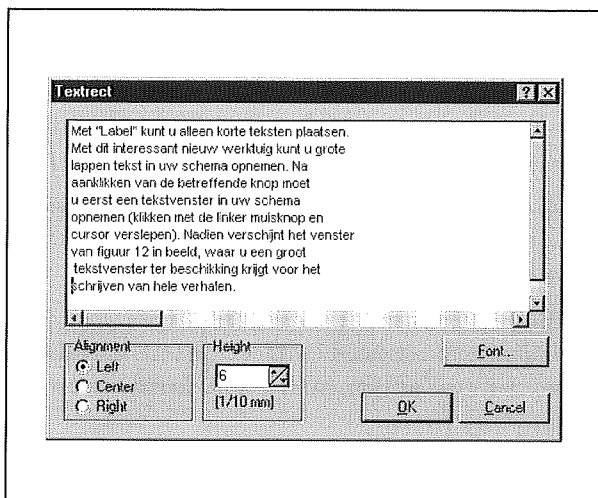 Textrect
Met "Label" kunt u alleen korte teksten plaatsen.
Met dit interessant nieuw werktuig kunt u grote
lappen tekst in uw schema opnemen. Na
aanklikken van de betreffende knop moet
u eerst een tekstvenster in uw schema
opnemen (klikken met de linker muisknop en
cursor verslepen). Nadien verschijnt het venster
van figuur 12 in beeld, waar u een groot
tekstvenster ter beschikking krijgt voor het
schrijven van hele verhalen.
Alignment
Left
Center
Right
Height
6
(1/10 mm)
Font..
OK
Cancel